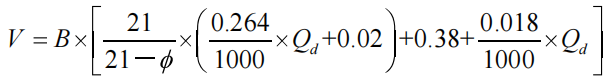 V = B × [ 21/(21－ϕ) × ( 0.264/1000 × Q_d + 0.02 ) + 0.38 + 0.018/1000 × Q_d ]